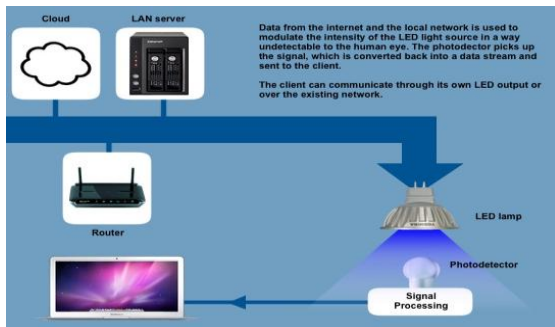 Cloud
LAN server
Data from the internet and the local network is used to
modulate the intensity of the LED light source in a way
undetectable to the human eye. The photodector picks up
the signal, which is converted back into a data stream and
sent to the client.
The client can communicate through its own LED output or
over the existing network.
Router
LED lamp
Photodetector
Signal
Processing